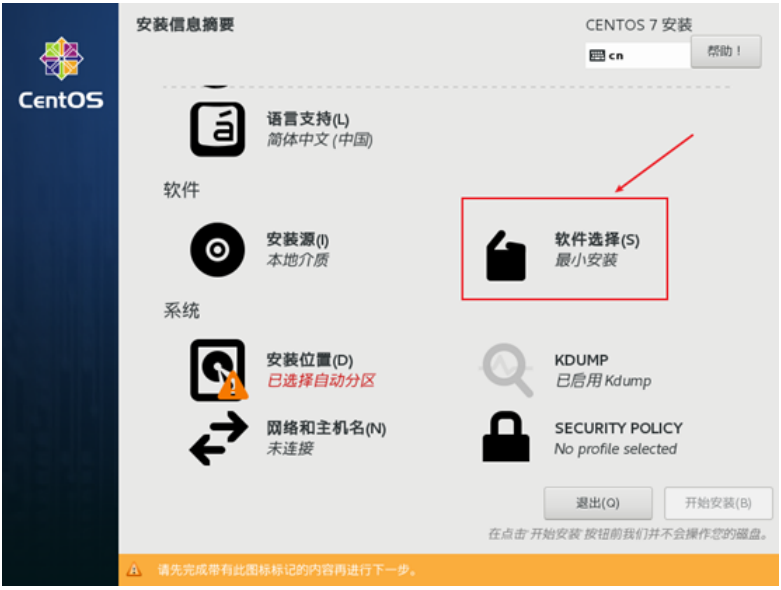 安装信息摘要
CENTOS 7 安装
cn
帮助！
CentOS
语言支持(L)
简体中文 (中国)
软件
安装源(I)
本地介质
软件选择(S)
最小安装
系统
安装位置(D)
已选择自动分区
KDUMP
已启用 Kdump
网络和主机名(N)
未连接
SECURITY POLICY
No profile selected
退出(Q)
开始安装(B)
在点击'开始安装'按钮前我们并不会操作您的磁盘。
请先完成带有此图标标记的内容再进行下一步。